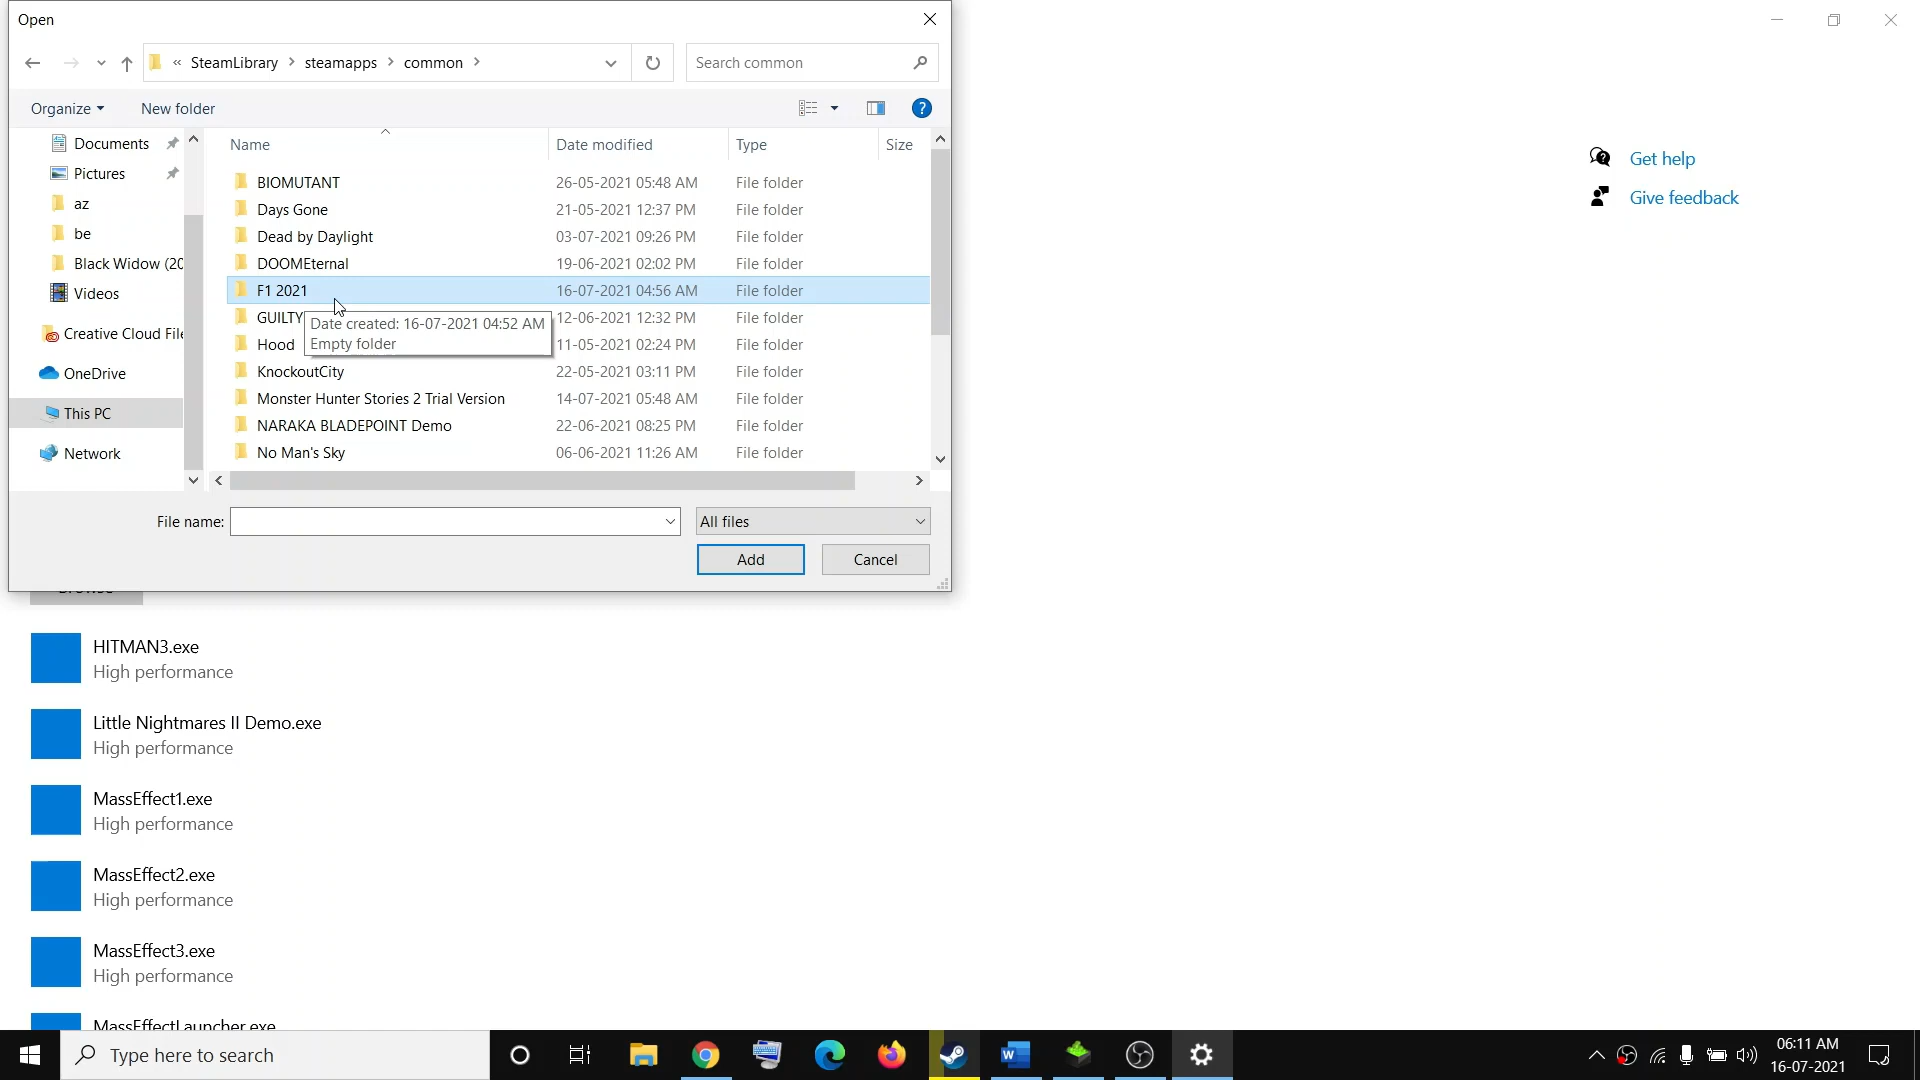 Open
« SteamLibrary > steamapps > common >
Search common
Organize
New folder
?
Documents
Pictures
az
be
Black Widow (20
Videos
Creative Cloud File
OneDrive
This PC
Network
Name Date modified Type Size
BIOMUTANT 26-05-2021 05:48 AM File folder
Days Gone 21-05-2021 12:37 PM File folder
Dead by Daylight 03-07-2021 09:26 PM File folder
DOOMEternal 19-06-2021 02:02 PM File folder
F1 2021 16-07-2021 04:56 AM File folder
GUILTY 12-06-2021 12:32 PM File folder
Date created: 16-07-2021 04:52 AM
Empty folder
Hood 11-05-2021 02:24 PM File folder
KnockoutCity 22-05-2021 03:11 PM File folder
Monster Hunter Stories 2 Trial Version 14-07-2021 05:48 AM File folder
NARAKA BLADEPOINT Demo 22-06-2021 08:25 PM File folder
No Man's Sky 06-06-2021 11:26 AM File folder
File name:
All files
Add
Cancel
Get help
Give feedback
Browse
HITMAN3.exe
High performance
Little Nightmares II Demo.exe
High performance
MassEffect1.exe
High performance
MassEffect2.exe
High performance
MassEffect3.exe
High performance
MassEffectLauncher.exe
Type here to search
06:11 AM
16-07-2021